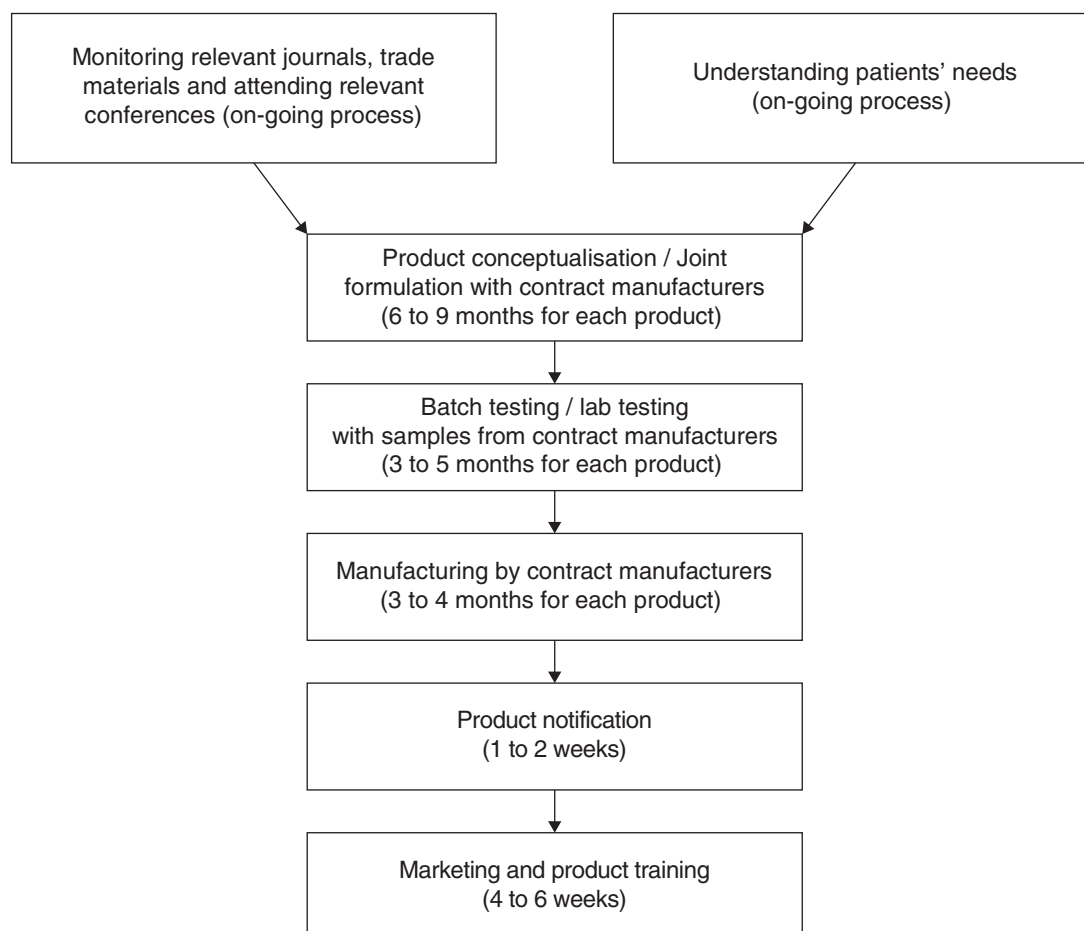 Monitoring relevant journals, trade
materials and attending relevant
conferences (on-going process)
Understanding patients’ needs
(on-going process)
Product conceptualisation / Joint
formulation with contract manufacturers
(6 to 9 months for each product)
Batch testing / lab testing
with samples from contract manufacturers
(3 to 5 months for each product)
Manufacturing by contract manufacturers
(3 to 4 months for each product)
Product notification
(1 to 2 weeks)
Marketing and product training
(4 to 6 weeks)